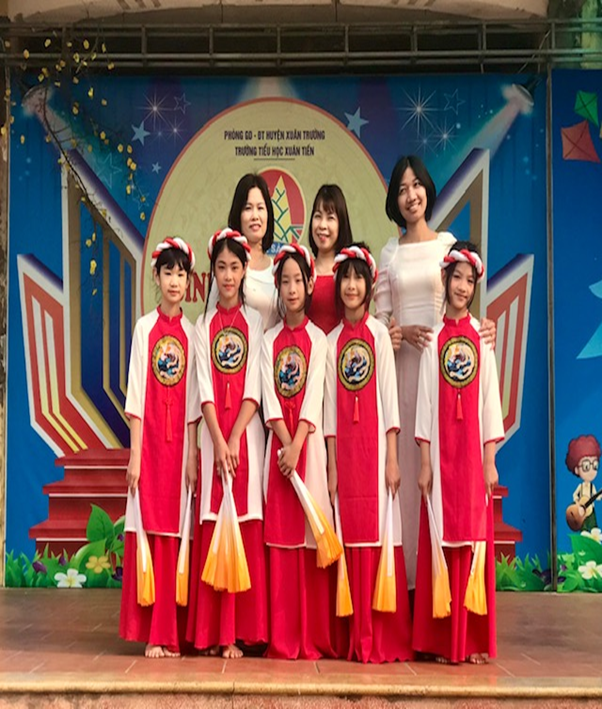 PHÒNG GD - ĐT HUYỆN XUÂN TRƯỜNG
TRƯỜNG TIỂU HỌC XUÂN TIẾN